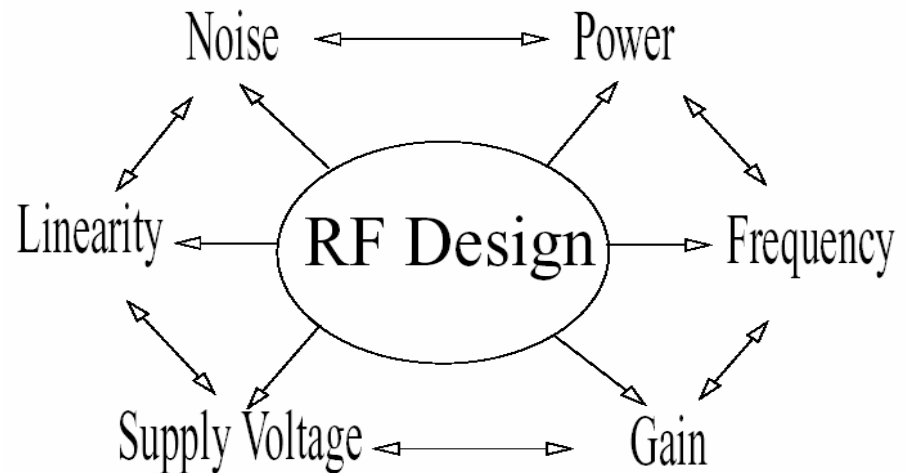 Noise
Power
Linearity
RF Design
Frequency
Supply Voltage
Gain